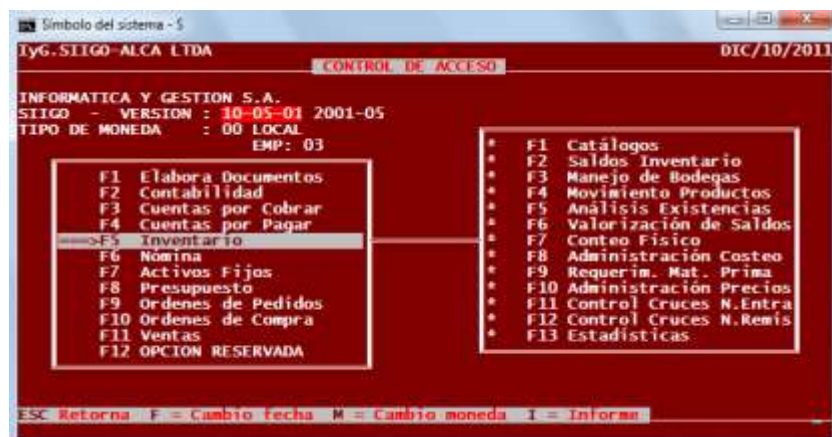 Símbolo del sistema - S
IyG.SIIGO-ALCA LTDA DIC/10/2011
CONTROL DE ACCESO
INFORMATICA Y GESTION S.A.
SIIGO - VERSION : 10-05-01 2001-05
TIPO DE MONEDA : 00 LOCAL
EMP: 03
F1 Elabora Documentos
F2 Contabilidad
F3 Cuentas por Cobrar
F4 Cuentas por Pagar
===>F5 Inventario
F6 Nómina
F7 Activos Fijos
F8 Presupuesto
F9 Ordenes de Pedidos
F10 Ordenes de Compra
F11 Ventas
F12 OPCION RESERVADA
* F1 Catálogos
* F2 Saldos Inventario
* F3 Manejo de Bodegas
* F4 Movimiento Productos
* F5 Análisis Existencias
* F6 Valorización de Saldos
* F7 Conteo Físico
* F8 Administración Costeo
* F9 Requerim. Mat. Prima
* F10 Administración Precios
* F11 Control Cruces N.Entra
* F12 Control Cruces N.Remis
* F13 Estadísticas
ESC Retorna F = Cambio fecha M = Cambio moneda I = Informe